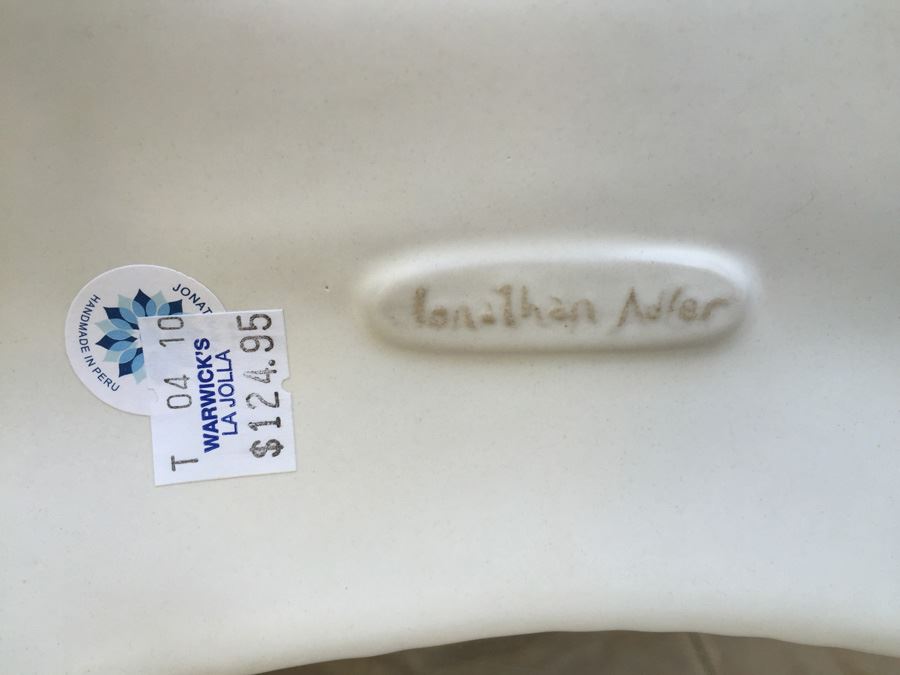 JONAT
HANDMADE IN PERU
T 04 10
WARWICK'S
LA JOLLA
$124.95
Jonathan Adler